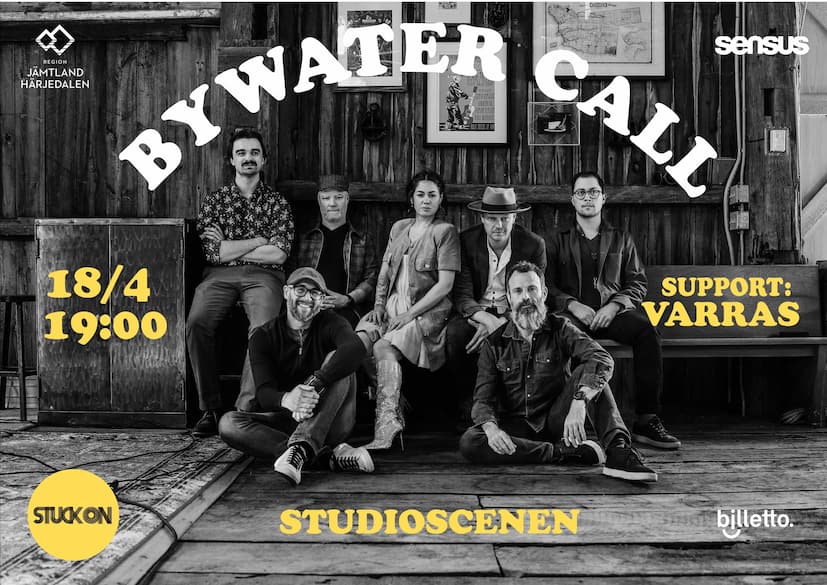 REGION
JÄMTLAND
HÄRJEDALEN
sensus
BYWATER CALL
18/4
19:00
SUPPORT:
VARRAS
STUCK ON
STUDIOSCENEN
billetto.